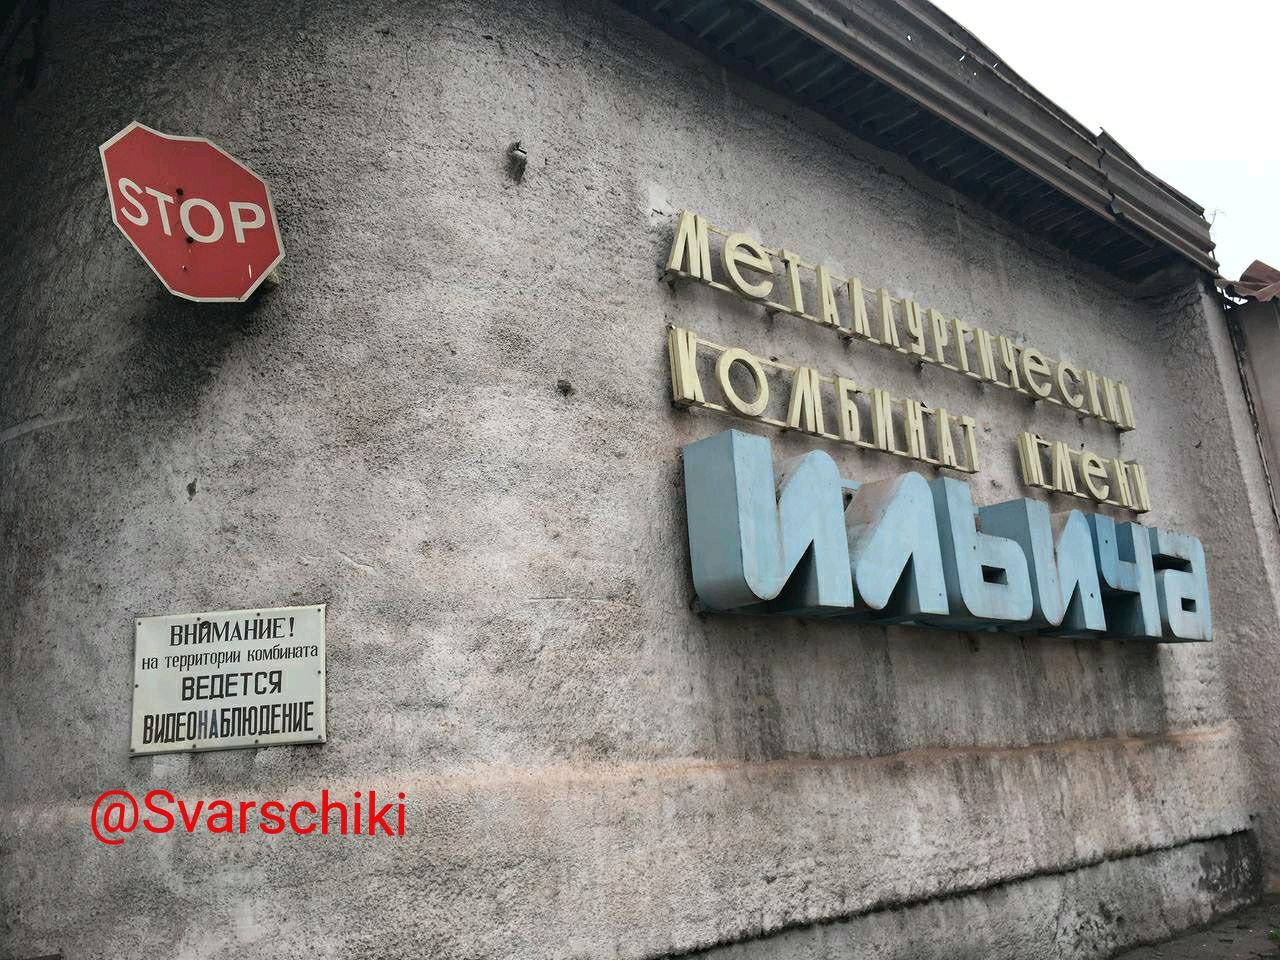 STOP
МЕТАЛЛУРГИЧЕСКИЙ
КОМБИНАТ ИМЕНИ
ИЛЬИЧА
ВНИМАНИЕ!
на территории комбината
ВЕДЕТСЯ
ВИДЕОНАБЛЮДЕНИЕ
@Svarschiki